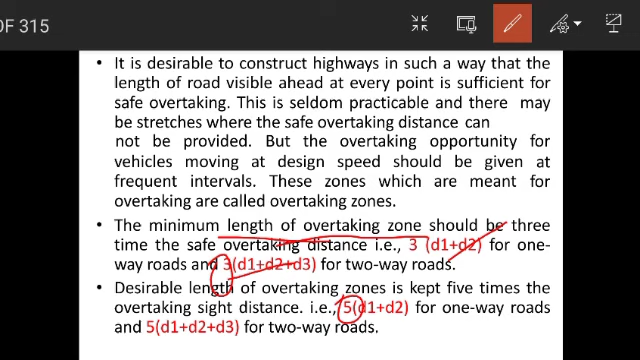 OF 315
• It is desirable to construct highways in such a way that the
length of road visible ahead at every point is sufficient for
safe overtaking. This is seldom practicable and there may
be stretches where the safe overtaking distance can
not be provided. But the overtaking opportunity for
vehicles moving at design speed should be given at
frequent intervals. These zones which are meant for
overtaking are called overtaking zones.
• The minimum length of overtaking zone should be three
time the safe overtaking distance i.e., 3 (d1+d2) for one-
way roads and 3(d1+d2+d3) for two-way roads.
• Desirable length of overtaking zones is kept five times the
overtaking sight distance. i.e., 5(d1+d2) for one-way roads
and 5(d1+d2+d3) for two-way roads.